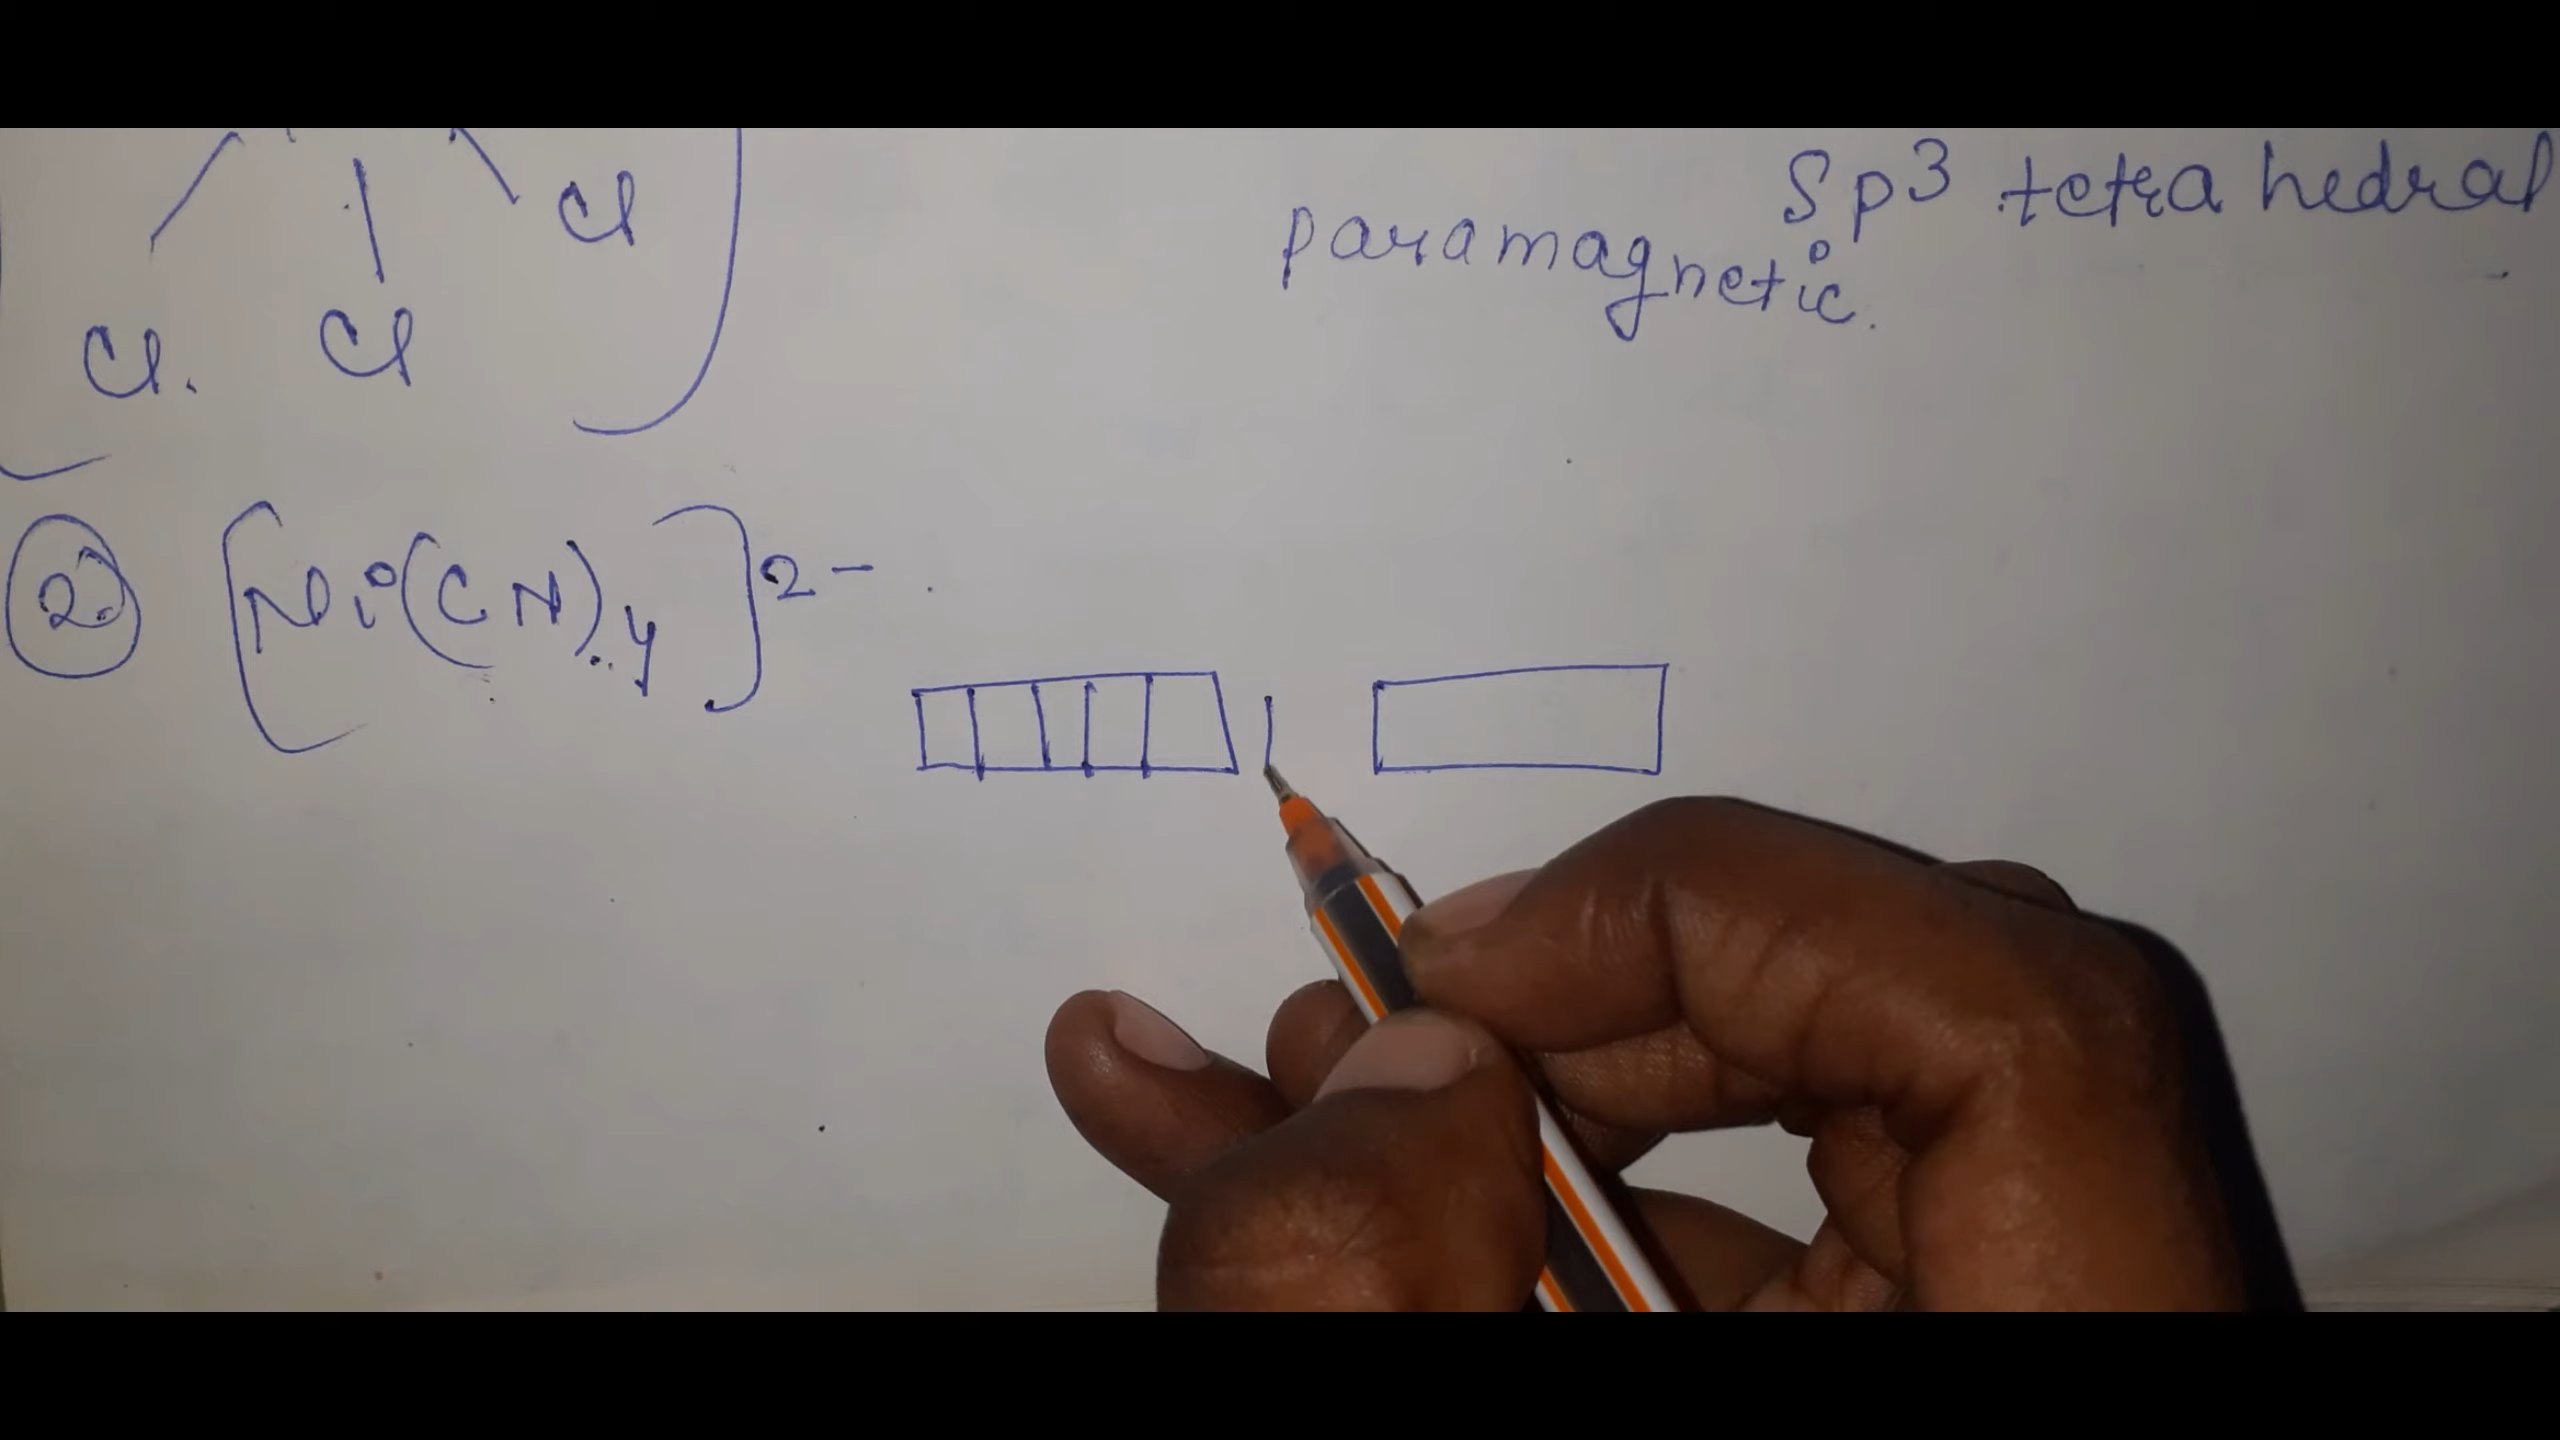 Sp³ tetrahedral
paramagnetic.
Cl
Cl. Cl
2. [Ni(CN)4]²⁻